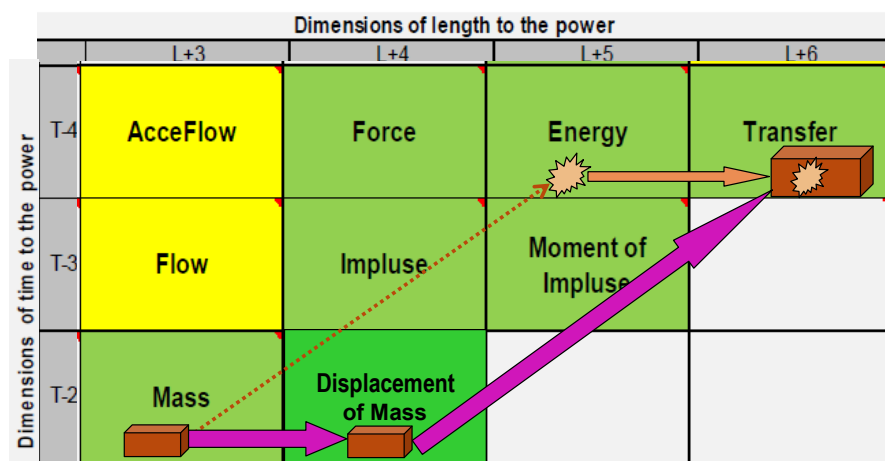 Dimensions of length to the power
L+3 L+4 L+5 L+6
Dimensions of time to the power
T-4 AcceFlow Force Energy Transfer
T-3 Flow Impluse Moment of
Impluse
T-2 Mass Displacement
of Mass